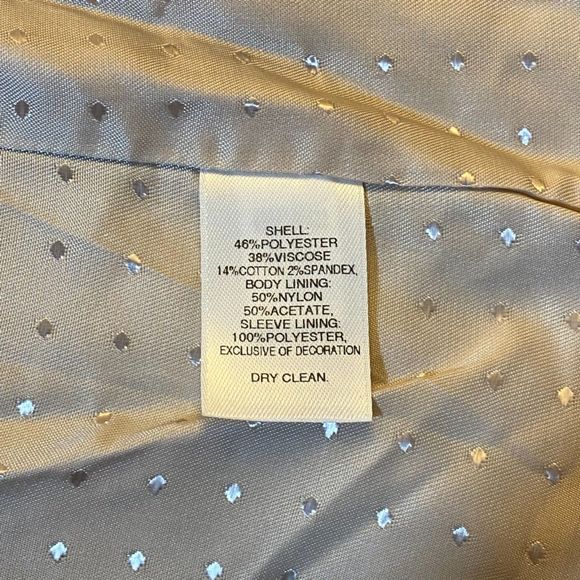 SHELL:
46%POLYESTER
38%VISCOSE
14%COTTON 2%SPANDEX,
BODY LINING:
50%NYLON
50%ACETATE,
SLEEVE LINING:
100%POLYESTER,
EXCLUSIVE OF DECORATION
DRY CLEAN.